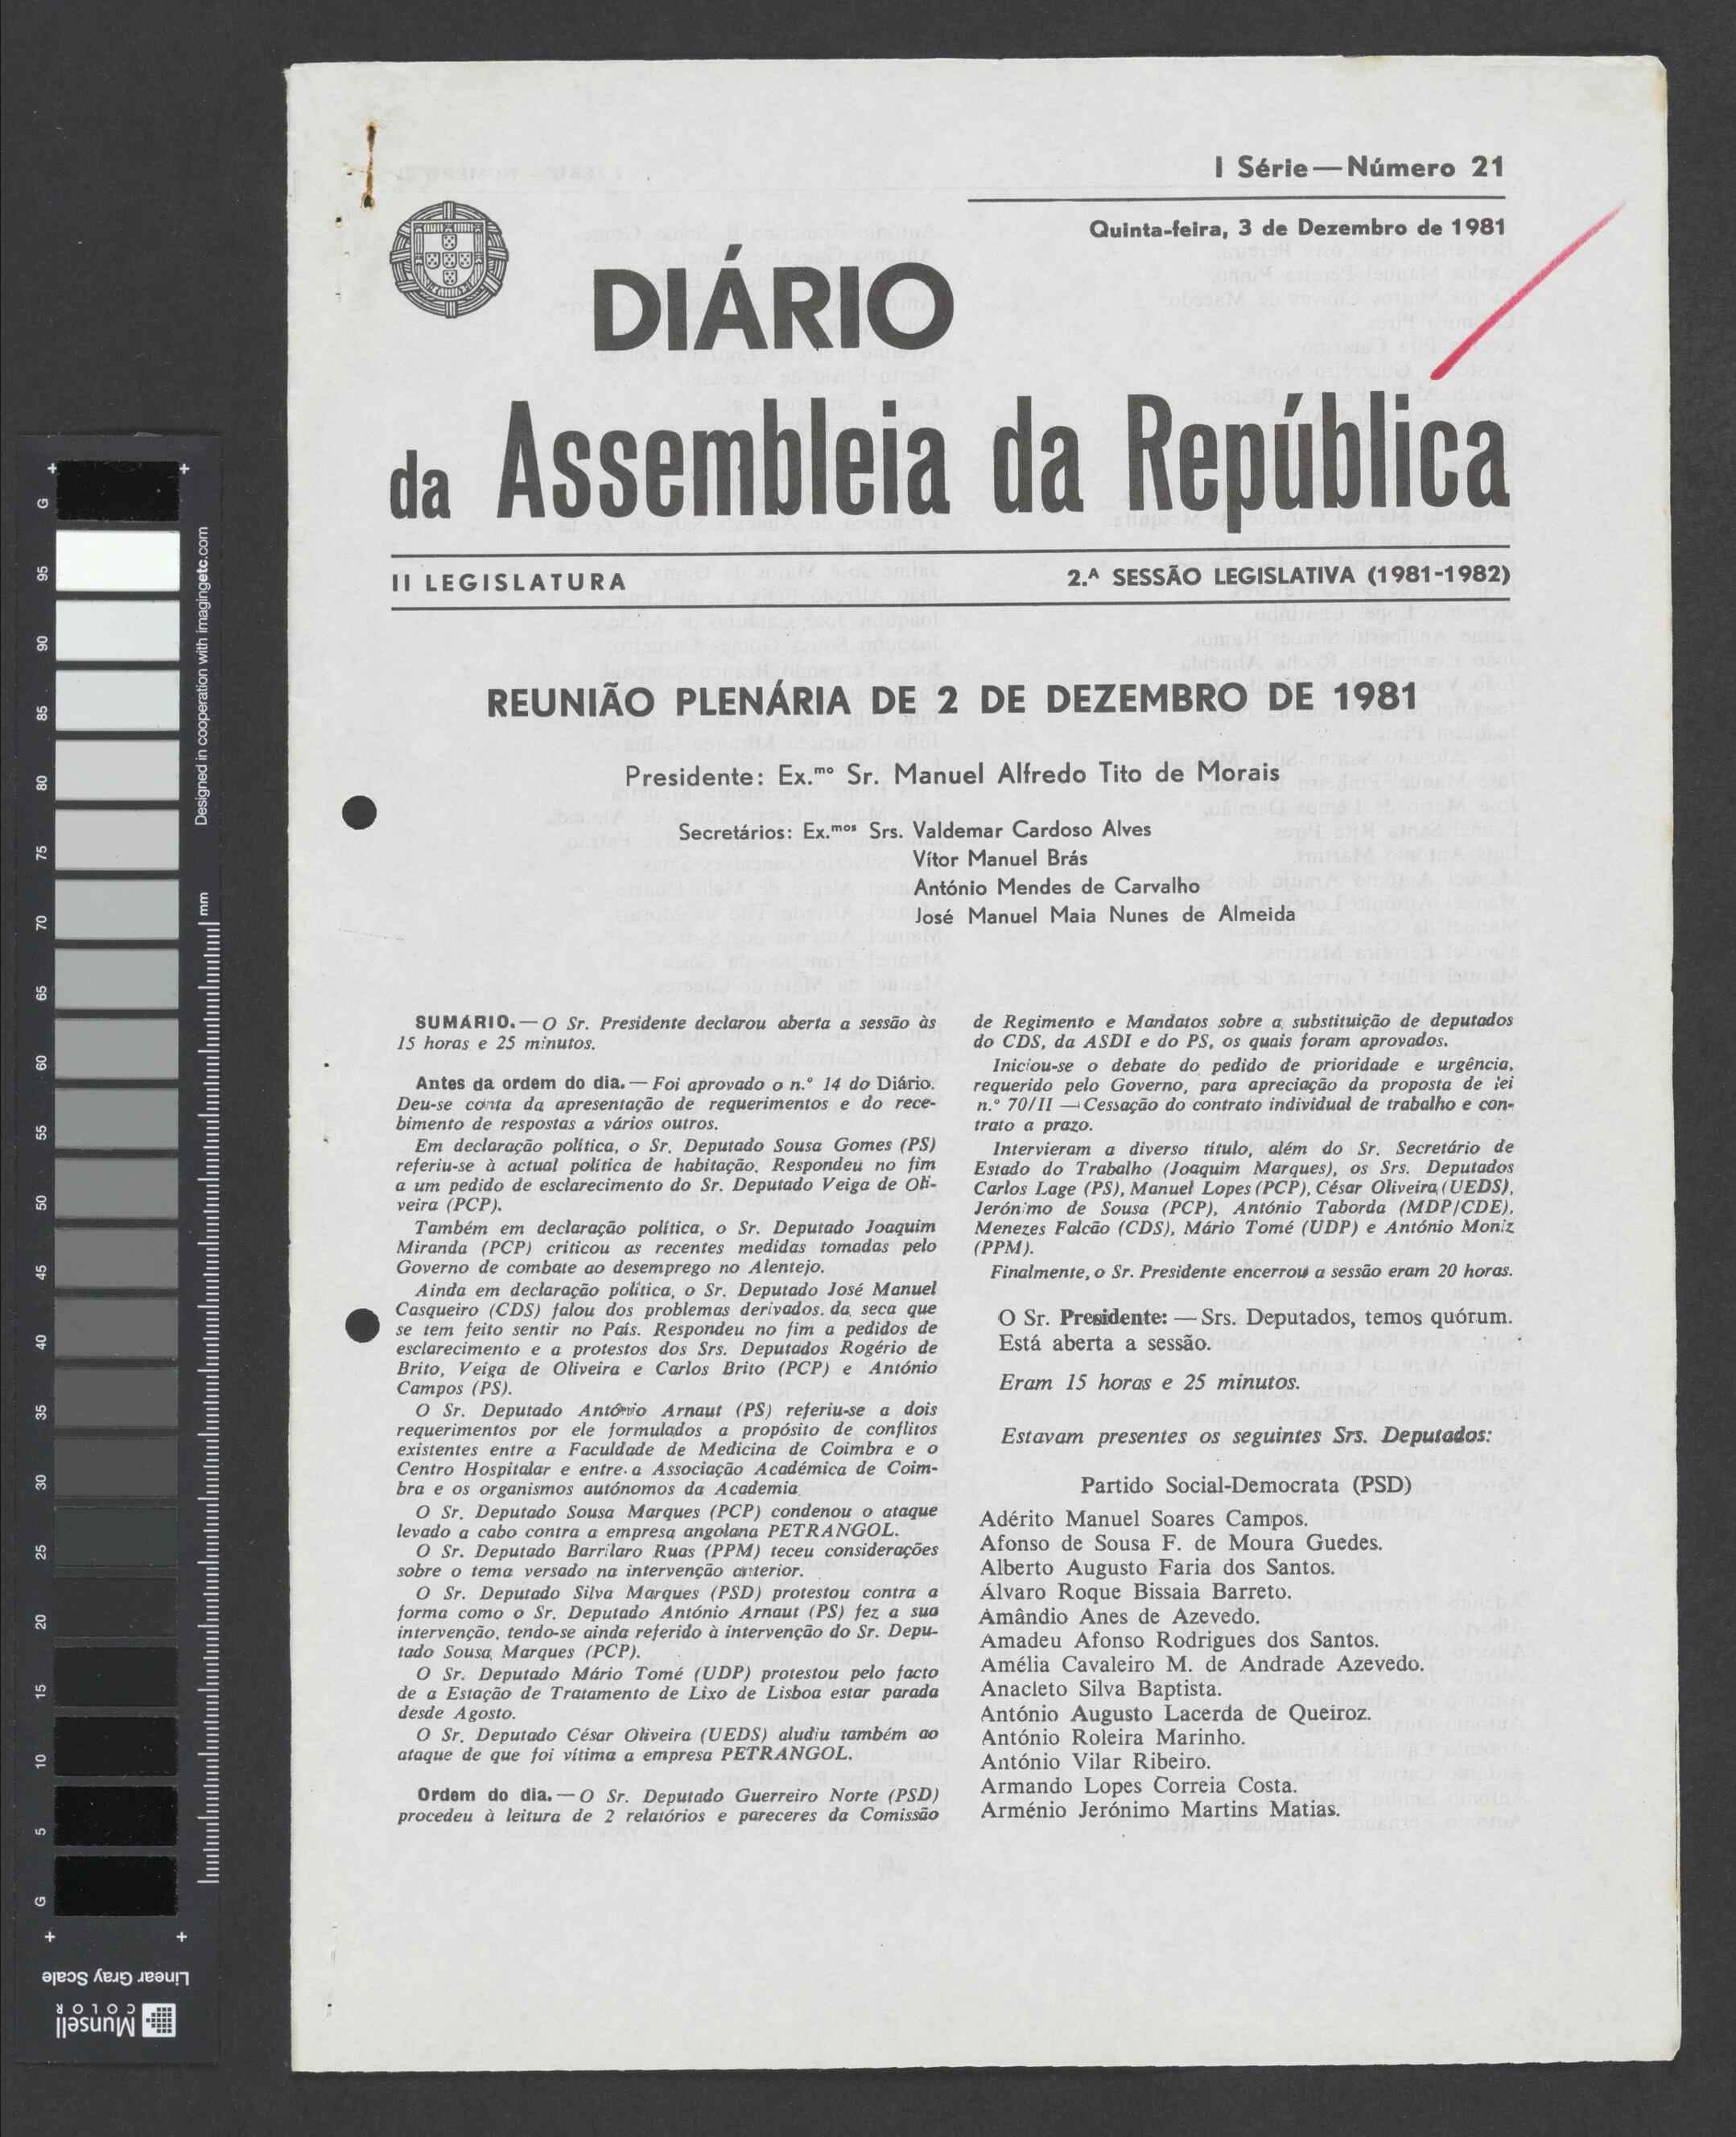 I Série—Número 21
Quinta-feira, 3 de Dezembro de 1981
DIÁRIO
da Assembleia da República
II LEGISLATURA
2.ᴬ SESSÃO LEGISLATIVA (1981-1982)
REUNIÃO PLENÁRIA DE 2 DE DEZEMBRO DE 1981
Presidente: Ex.ᵐᵒ Sr. Manuel Alfredo Tito de Morais
Secretários: Ex.ᵐᵒˢ Srs. Valdemar Cardoso Alves
Vítor Manuel Brás
António Mendes de Carvalho
José Manuel Maia Nunes de Almeida
SUMÁRIO.—O Sr. Presidente declarou aberta a sessão às
15 horas e 25 minutos.
Antes da ordem do dia.—Foi aprovado o n.º 14 do Diário.
Deu-se conta da apresentação de requerimentos e do rece-
bimento de respostas a vários outros.
Em declaração política, o Sr. Deputado Sousa Gomes (PS)
referiu-se à actual política de habitação. Respondeu no fim
a um pedido de esclarecimento do Sr. Deputado Veiga de Oli-
veira (PCP).
Também em declaração política, o Sr. Deputado Joaquim
Miranda (PCP) criticou as recentes medidas tomadas pelo
Governo de combate ao desemprego no Alentejo.
Ainda em declaração política, o Sr. Deputado José Manuel
Casqueiro (CDS) falou dos problemas derivados da seca que
se tem feito sentir no País. Respondeu no fim a pedidos de
esclarecimento e a protestos dos Srs. Deputados Rogério de
Brito, Veiga de Oliveira e Carlos Brito (PCP) e António
Campos (PS).
O Sr. Deputado António Arnaut (PS) referiu-se a dois
requerimentos por ele formulados a propósito de conflitos
existentes entre a Faculdade de Medicina de Coimbra e o
Centro Hospitalar e entre a Associação Académica de Coim-
bra e os organismos autónomos da Academia.
O Sr. Deputado Sousa Marques (PCP) condenou o ataque
levado a cabo contra a empresa angolana PETRANGOL.
O Sr. Deputado Barrilaro Ruas (PPM) teceu considerações
sobre o tema versado na intervenção anterior.
O Sr. Deputado Silva Marques (PSD) protestou contra a
forma como o Sr. Deputado António Arnaut (PS) fez a sua
intervenção, tendo-se ainda referido à intervenção do Sr. Depu-
tado Sousa Marques (PCP).
O Sr. Deputado Mário Tomé (UDP) protestou pelo facto
de a Estação de Tratamento de Lixo de Lisboa estar parada
desde Agosto.
O Sr. Deputado César Oliveira (UEDS) aludiu também ao
ataque de que foi vítima a empresa PETRANGOL.
Ordem do dia.—O Sr. Deputado Guerreiro Norte (PSD)
procedeu à leitura de 2 relatórios e pareceres da Comissão
de Regimento e Mandatos sobre a substituição de deputados
do CDS, da ASDI e do PS, os quais foram aprovados.
Iniciou-se o debate do pedido de prioridade e urgência,
requerido pelo Governo, para apreciação da proposta de lei
n.º 70/II — Cessação do contrato individual de trabalho e con-
trato a prazo.
Intervieram a diverso título, além do Sr. Secretário de
Estado do Trabalho (Joaquim Marques), os Srs. Deputados
Carlos Lage (PS), Manuel Lopes (PCP), César Oliveira (UEDS),
Jerónimo de Sousa (PCP), António Taborda (MDP/CDE),
Menezes Falcão (CDS), Mário Tomé (UDP) e António Moniz
(PPM).
Finalmente, o Sr. Presidente encerrou a sessão eram 20 horas.
O Sr. Presidente: — Srs. Deputados, temos quórum.
Está aberta a sessão.
Eram 15 horas e 25 minutos.
Estavam presentes os seguintes Srs. Deputados:
Partido Social-Democrata (PSD)
Adérito Manuel Soares Campos.
Afonso de Sousa F. de Moura Guedes.
Alberto Augusto Faria dos Santos.
Álvaro Roque Bissaia Barreto.
Amândio Anes de Azevedo.
Amadeu Afonso Rodrigues dos Santos.
Amélia Cavaleiro M. de Andrade Azevedo.
Anacleto Silva Baptista.
António Augusto Lacerda de Queiroz.
António Roleira Marinho.
António Vilar Ribeiro.
Armando Lopes Correia Costa.
Arménio Jerónimo Martins Matias.
G
95
90
85
80
75
70
65
60
55
50
45
40
35
30
25
20
15
10
5
G
Designed in cooperation with imagingetc.com
mm
Linear Gray Scale
Munsell
COLOR